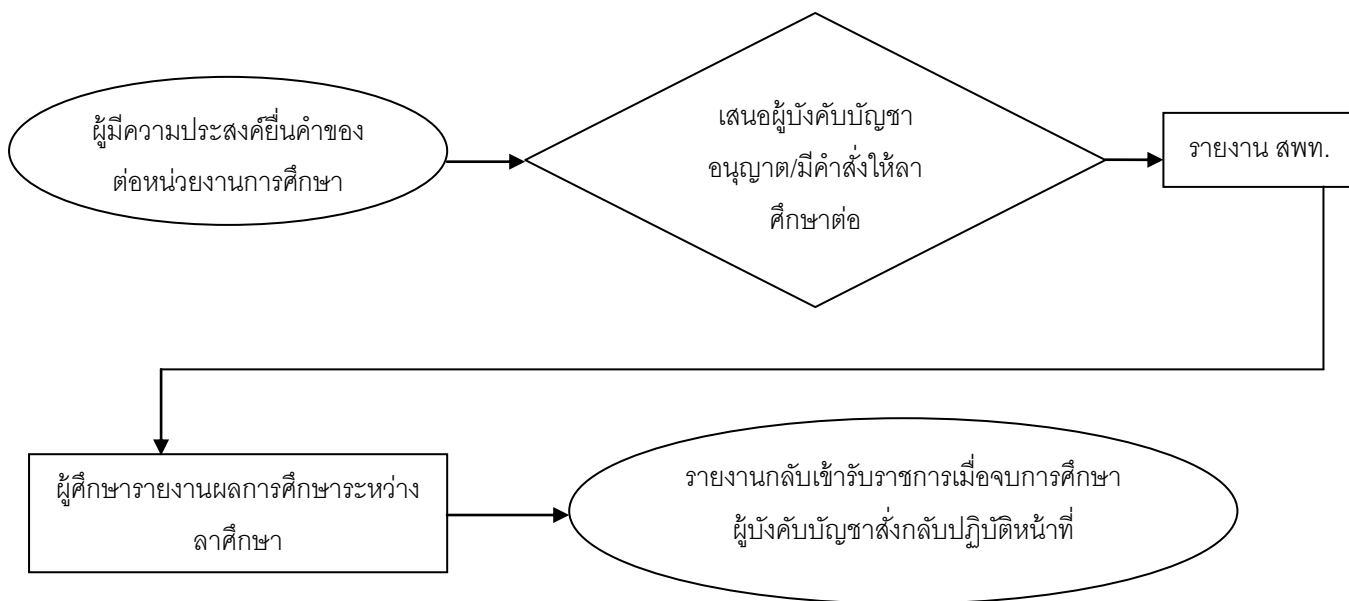 ผู้มีความประสงค์ยื่นคำของ
ต่อหน่วยงานการศึกษา
เสนอผู้บังคับบัญชา
อนุญาต/มีคำสั่งให้ลา
ศึกษาต่อ
รายงาน สพท.
ผู้ศึกษารายงานผลการศึกษาระหว่าง
ลาศึกษา
รายงานกลับเข้ารับราชการเมื่อจบการศึกษา
ผู้บังคับบัญชาสั่งกลับปฏิบัติหน้าที่